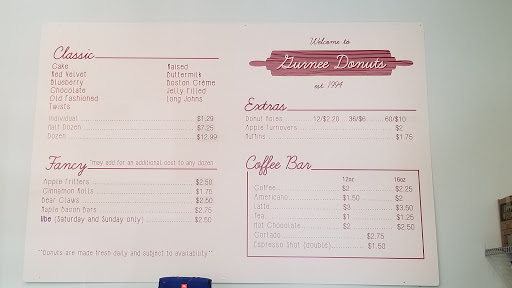 Welcome to
Gurnee Donuts
est 1994
Classic
Cake
Red Velvet
Blueberry
Chocolate
Old Fashioned
Twists
Raised
Buttermilk
Boston Créme
Jelly Filled
Long Johns
Individual $1.29
Half Dozen $7.25
Dozen $12.99
Fancy *may add for an additional cost to any dozen
Apple Fritters $2.50
Cinnamon Rolls $1.75
Bear Claws $2.50
Maple Bacon Bars $2.75
Ube (Saturday and Sunday only) $2.50
**Donuts are made fresh daily and subject to availability**
Extras
Donut Holes 12/$2.20 36/$6 60/$10
Apple Turnovers $2
Muffins $1.75
Coffee Bar
12oz 16oz
Coffee $2 $2.25
Americano $1.50 $2
Latte $3 $3.50
Tea $1 $1.25
Hot Chocolate $2 $2.50
Cortado $2.75
Espresso Shot (double) $1.50